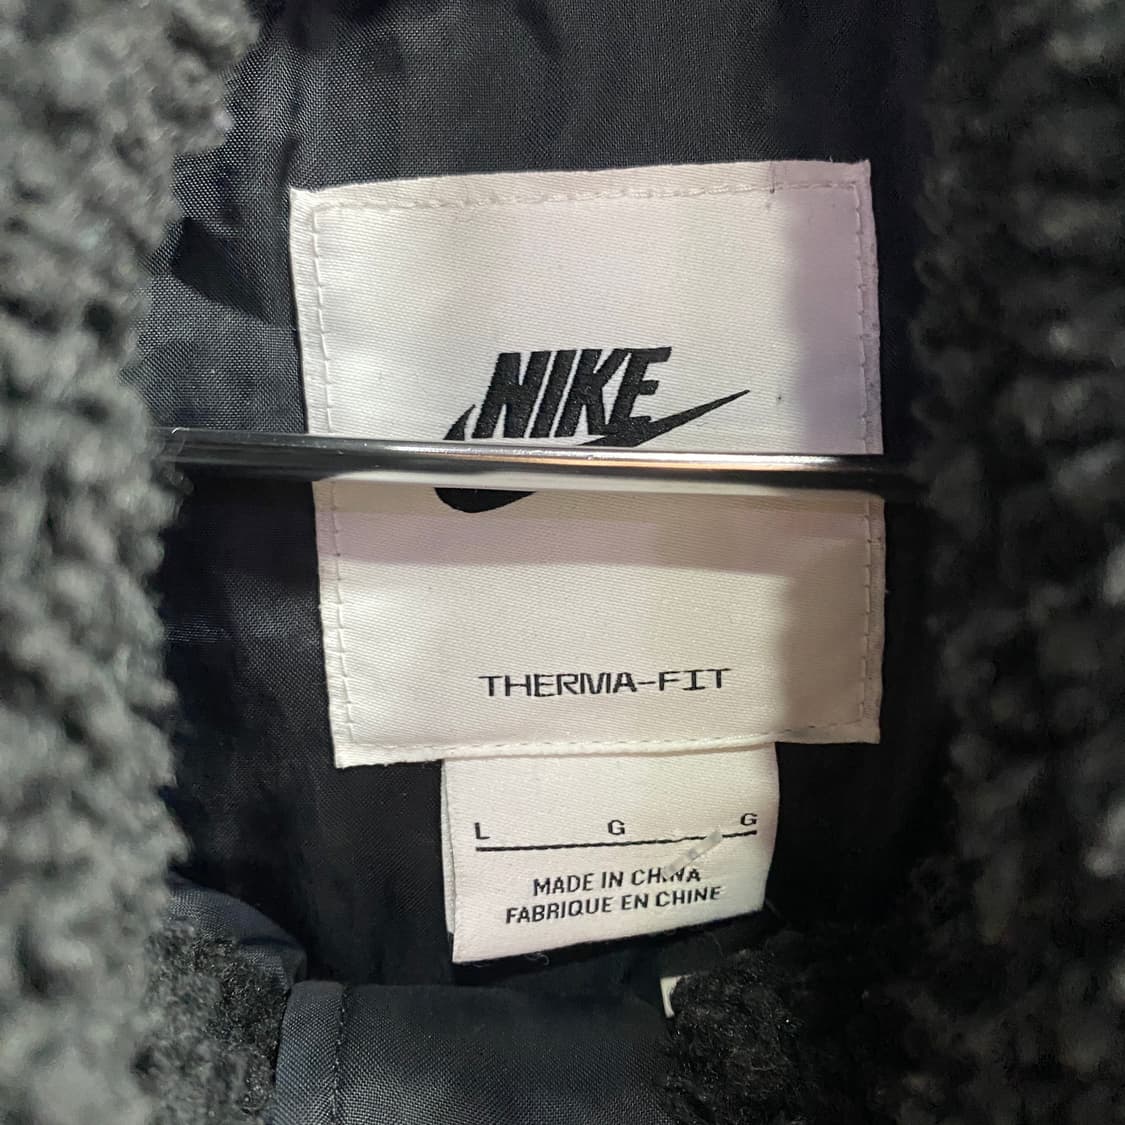 NIKE
THERMA-FIT
L G G
MADE IN CHINA
FABRIQUE EN CHINE